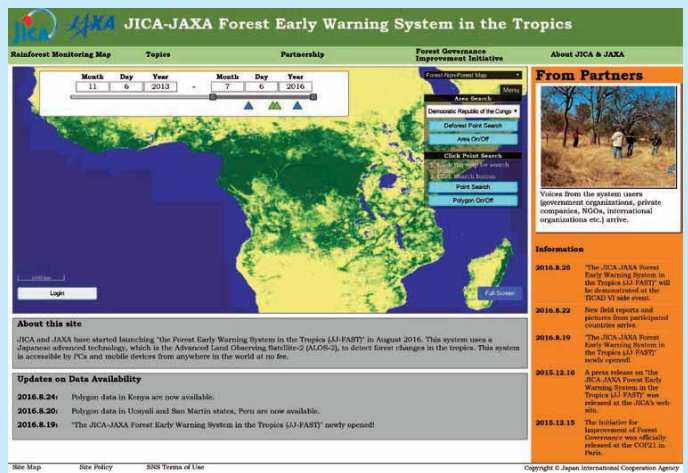 JICA JAXA JICA-JAXA Forest Early Warning System in the Tropics
Rainforest Monitoring Map
Topics
Partnership
Forest Governance
Improvement Initiative
About JICA & JAXA
Month Day Year Month Day Year
11 6 2013 - 7 6 2016
Forest-Non-Forest Map
Menu
Area Search
Democratic Republic of the Congo
Deforest Point Search
Area On/Off
Click Point Search
1. Click the map for search
point.
2. Click Search button
Point Search
Polygon On/Off
Login
Full Screen
From Partners
Voices from the system users
(government organizations, private
companies, NGOs, international
organizations etc.) arrive.
Information
2016.8.25 "The JICA-JAXA Forest
Early Warning System in
the Tropics (JJ-FAST)" will
be demonstrated at the
TICAD VI side event.
2016.8.22 New field reports and
pictures from participated
countries arrive.
2016.8.19 "The JICA-JAXA Forest
Early Warning System in
the Tropics (JJ-FAST)"
newly opened!
2015.12.16 A press release on "the
JICA-JAXA Forest Early
Warning System in the
Tropics (JJ-FAST)" was
released at the JICA's web
site.
2015.12.15 The initiative for
Improvement of Forest
Governance was officially
released at the COP21 in
Paris.
About this site
JICA and JAXA have started launching "the Forest Early Warning System in the Tropics (JJ-FAST)" in August 2016. This system uses a
Japanese advanced technology, which is the Advanced Land Observing Satellite-2 (ALOS-2), to detect forest changes in the tropics. This system
is accessible by PCs and mobile devices from anywhere in the world at no fee.
Updates on Data Availability
2016.8.24: Polygon data in Kenya are now available.
2016.8.20: Polygon data in Ucayali and San Martin states, Peru are now available.
2016.8.19: "The JICA-JAXA Forest Early Warning System in the Tropics (JJ-FAST)" newly opened!
Site Map
Site Policy
SNS Terms of Use
Copyright © Japan International Cooperation Agency